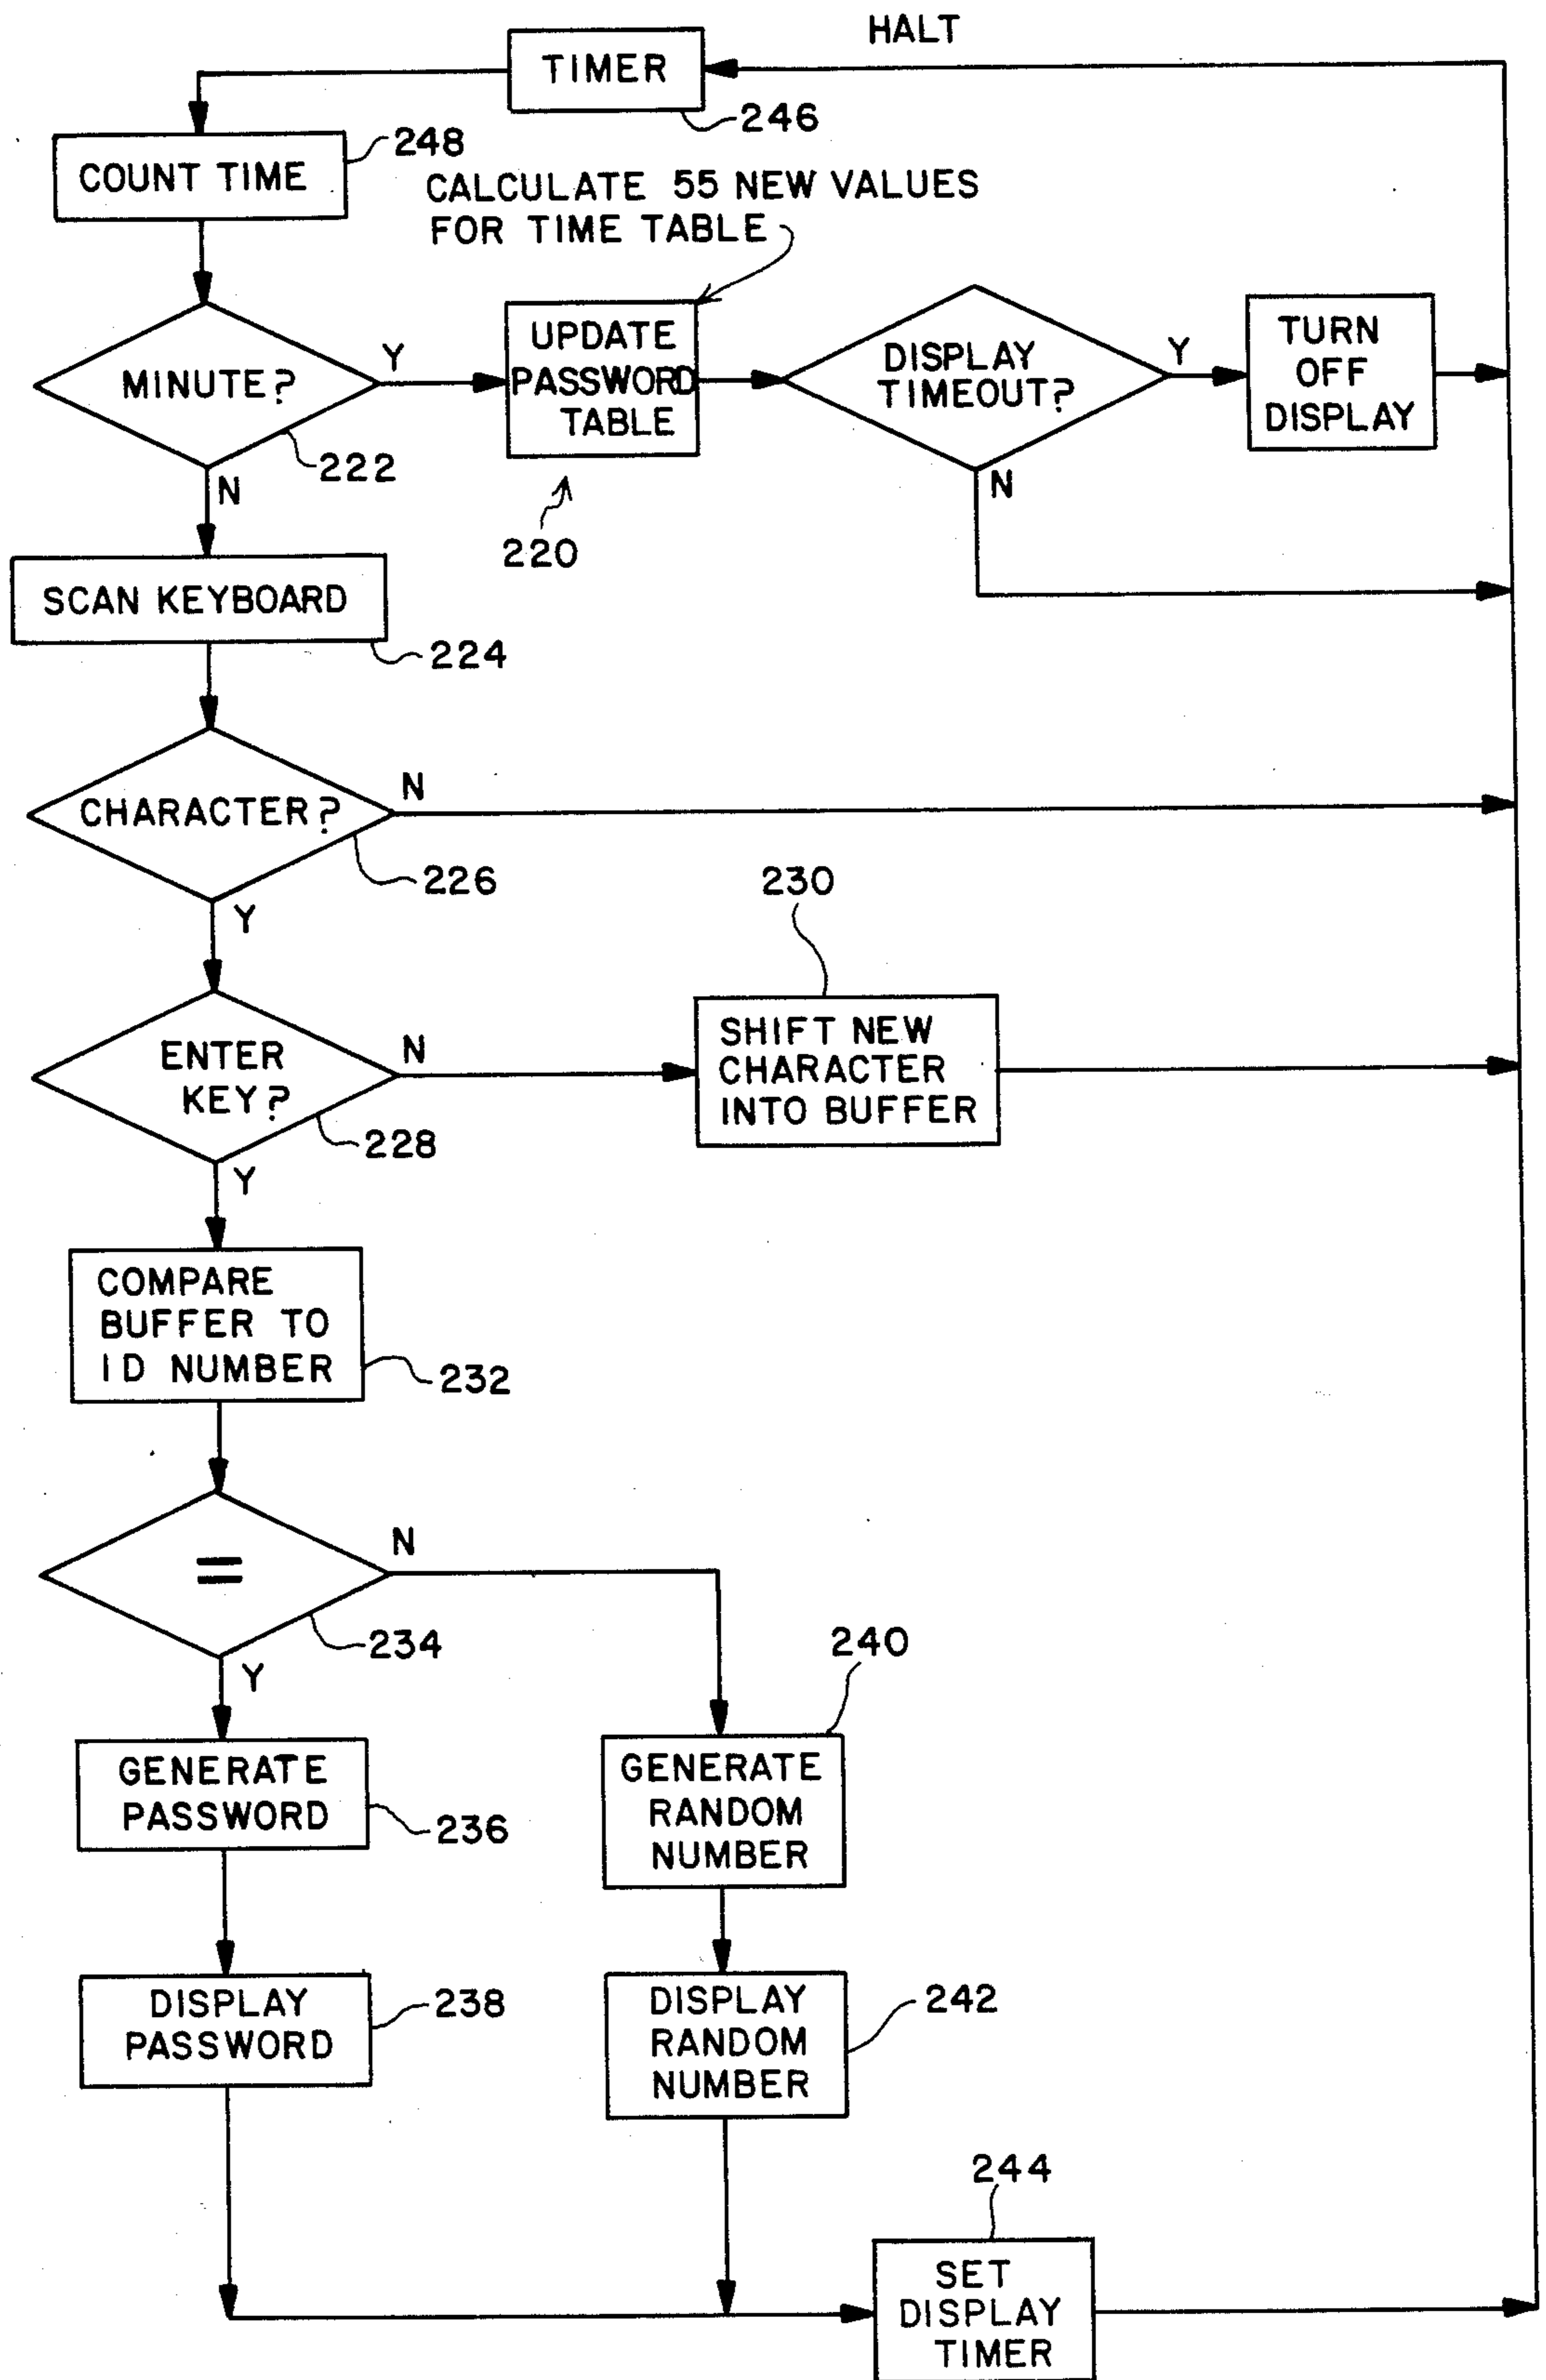 HALT
TIMER
246
COUNT TIME
248
CALCULATE 55 NEW VALUES
FOR TIME TABLE
MINUTE?
222
Y
N
UPDATE
PASSWORD
TABLE
220
DISPLAY
TIMEOUT?
Y
N
TURN
OFF
DISPLAY
SCAN KEYBOARD
224
CHARACTER?
N
226
Y
ENTER
KEY?
N
228
Y
230
SHIFT NEW
CHARACTER
INTO BUFFER
COMPARE
BUFFER TO
ID NUMBER
232
=
N
234
Y
GENERATE
PASSWORD
236
240
GENERATE
RANDOM
NUMBER
DISPLAY
PASSWORD
238
DISPLAY
RANDOM
NUMBER
242
244
SET
DISPLAY
TIMER